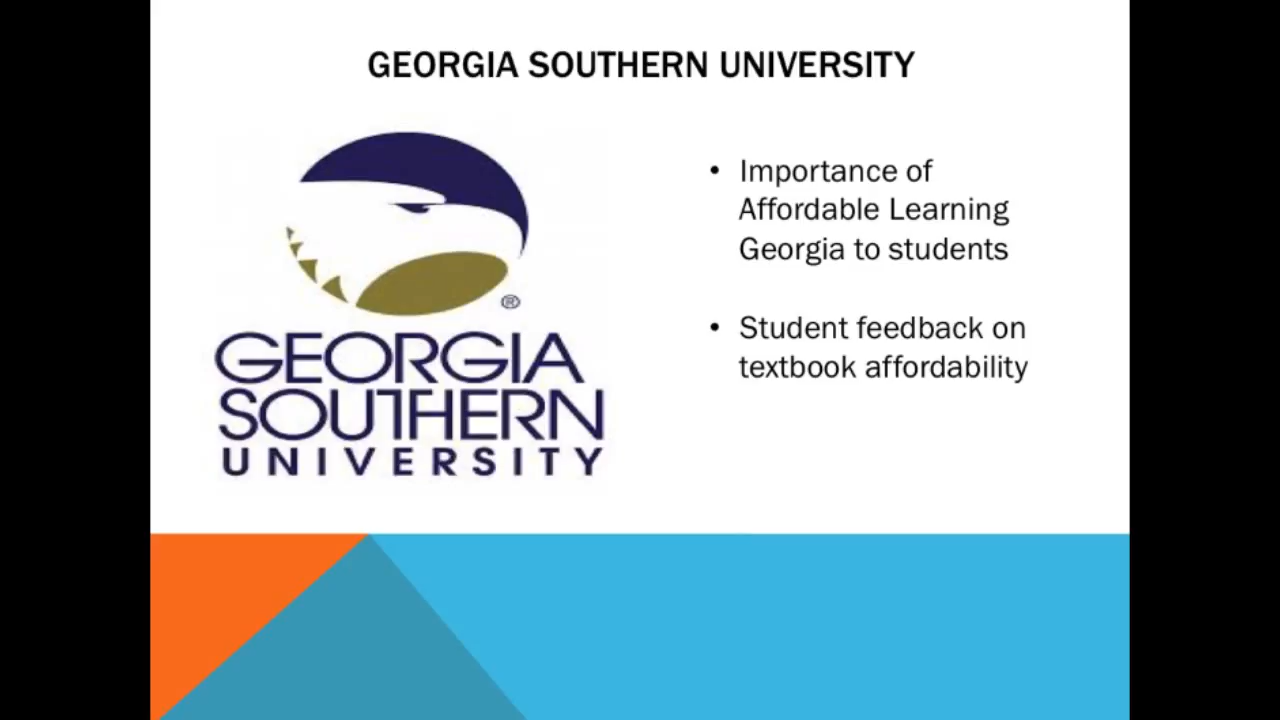 GEORGIA SOUTHERN UNIVERSITY
®
GEORGIA
SOUTHERN
UNIVERSITY
• Importance of
Affordable Learning
Georgia to students
• Student feedback on
textbook affordability